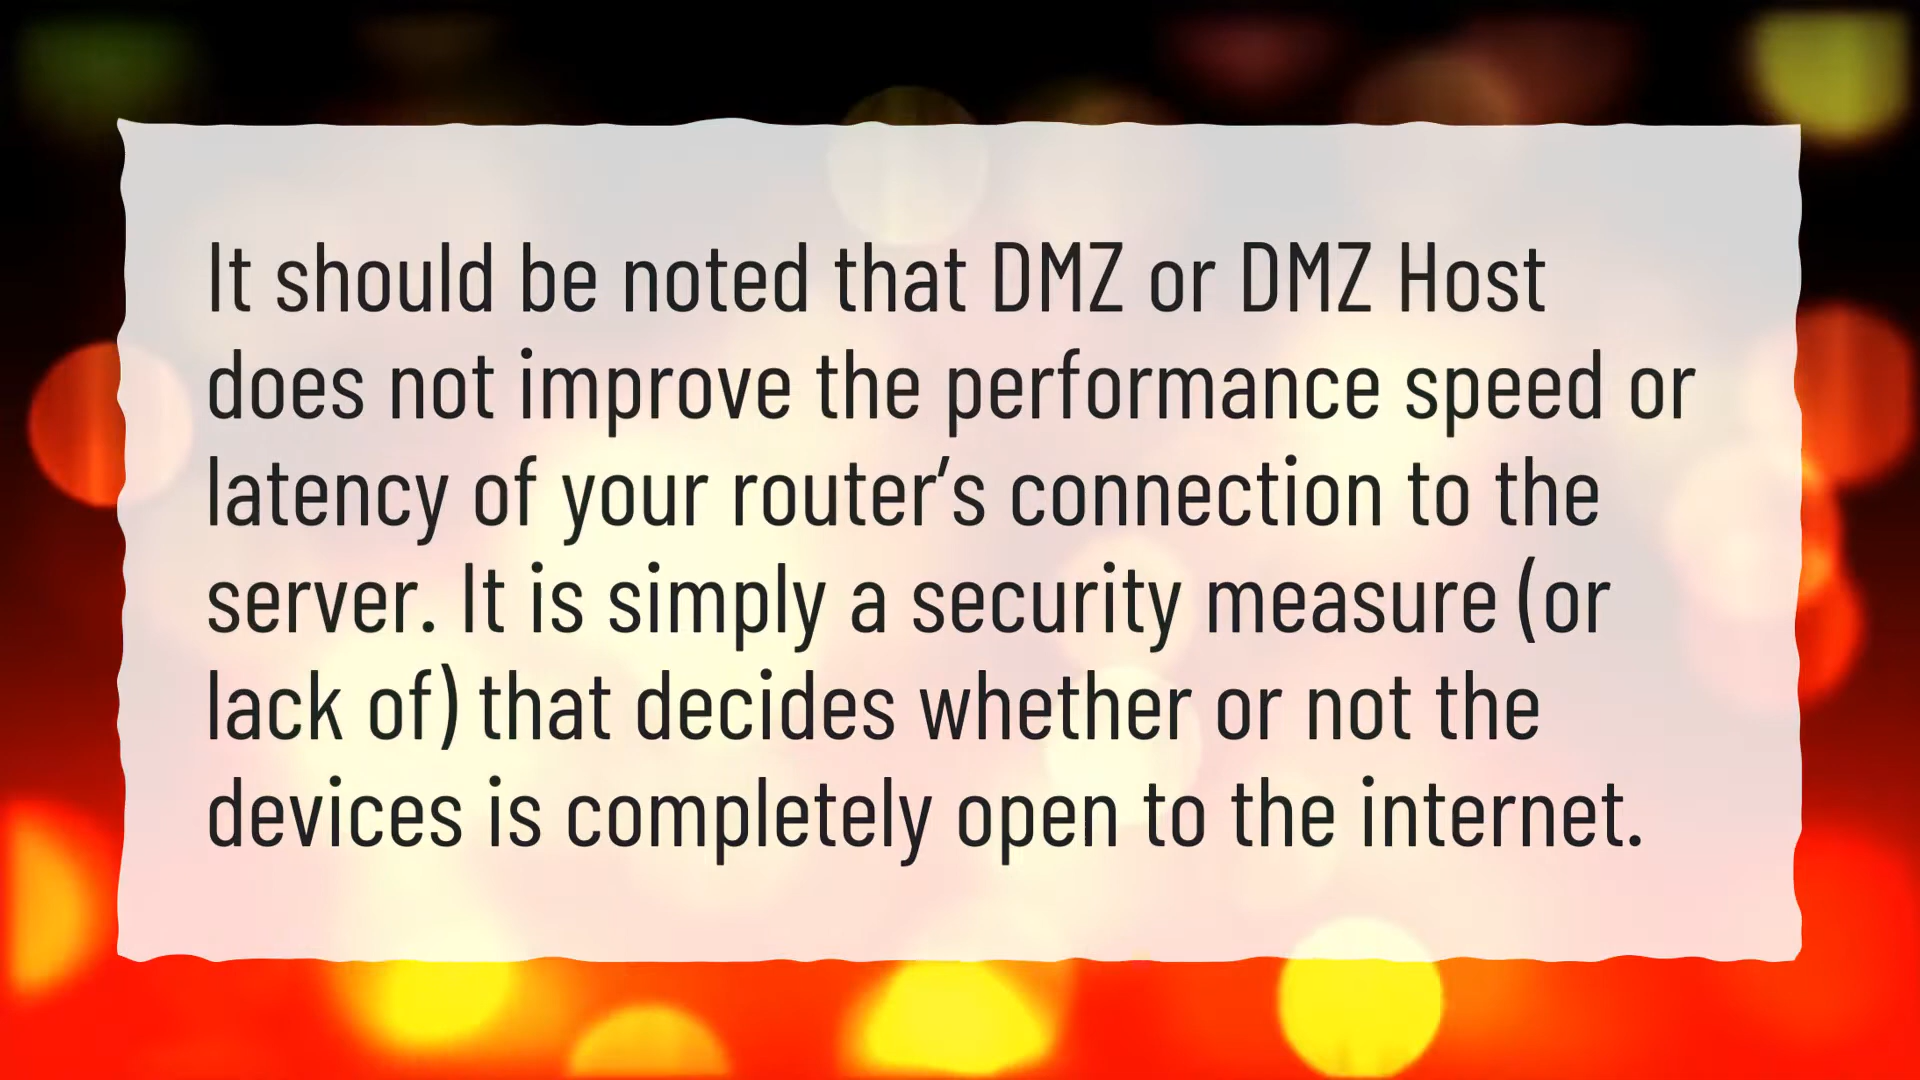 It should be noted that DMZ or DMZ Host
does not improve the performance speed or
latency of your router’s connection to the
server. It is simply a security measure (or
lack of) that decides whether or not the
devices is completely open to the internet.